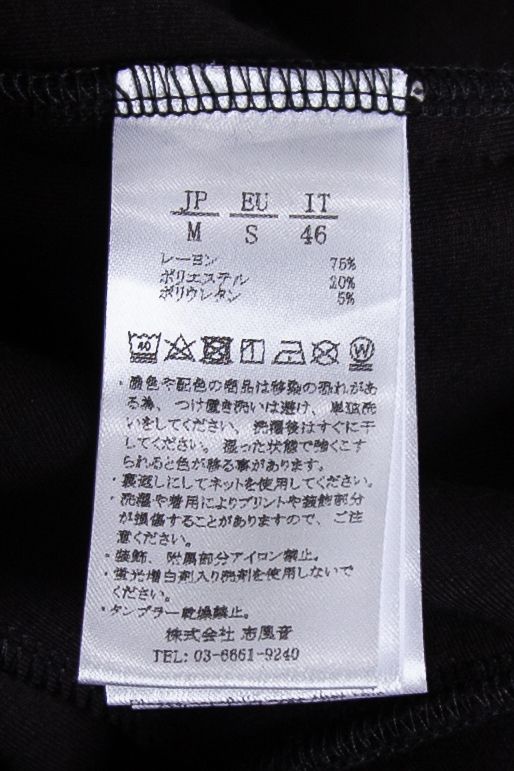 JP EU IT
M S 46
レーヨン 75%
ポリエステル 20%
ポリウレタン 5%
40 W
・濃色や配色の商品は移染の恐れがあ
る為、つけ置き洗いは避け、単独洗
いをしてください。洗濯後はすぐに干
してください。湿った状態で強くこす
られると色が移る事があります。
・裏返しにしてネットを使用してください。
・洗濯や着用によりプリントや装飾部分
が損傷することがありますので、ご注
意ください。
・装飾、附属部分アイロン禁止。
・蛍光増白剤入り洗剤を使用しないで
ください。
・タンブラー乾燥禁止。
株式会社 志風音
TEL: 03-6661-9240